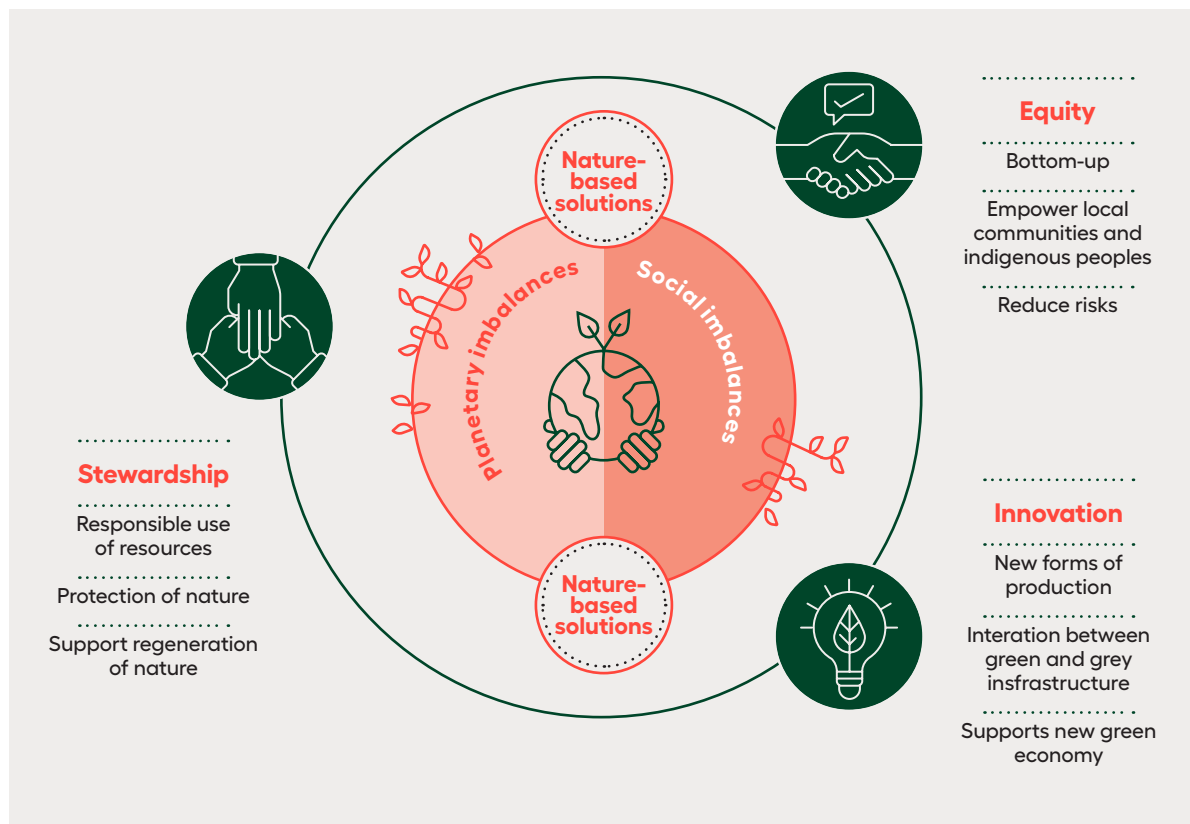 Nature-
based
solutions
Planetary imbalances
Social imbalances
Nature-
based
solutions
Equity
Bottom-up
Empower local
communities and
indigenous peoples
Reduce risks
Stewardship
Responsible use
of resources
Protection of nature
Support regeneration
of nature
Innovation
New forms of
production
Interation between
green and grey
insfrastructure
Supports new green
economy